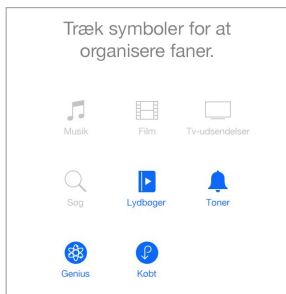 Træk symboler for at
organisere faner.
Musik Film Tv-udsendelser
Søg Lydbøger Toner
Genius Købt